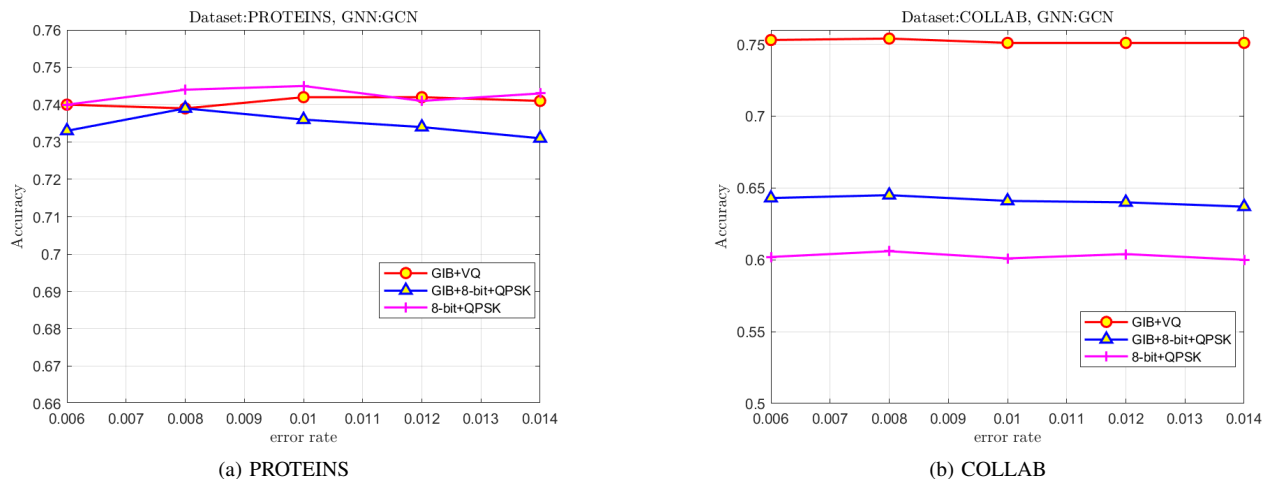 Dataset:PROTEINS, GNN:GCN
0.76
0.75
0.74
0.73
0.72
0.71
0.7
0.69
0.68
0.67
0.66
Accuracy
GIB+VQ
GIB+8-bit+QPSK
8-bit+QPSK
0.006 0.007 0.008 0.009 0.01 0.011 0.012 0.013 0.014
error rate
(a) PROTEINS
Dataset:COLLAB, GNN:GCN
0.75
0.7
0.65
0.6
0.55
0.5
Accuracy
GIB+VQ
GIB+8-bit+QPSK
8-bit+QPSK
0.006 0.007 0.008 0.009 0.01 0.011 0.012 0.013 0.014
error rate
(b) COLLAB